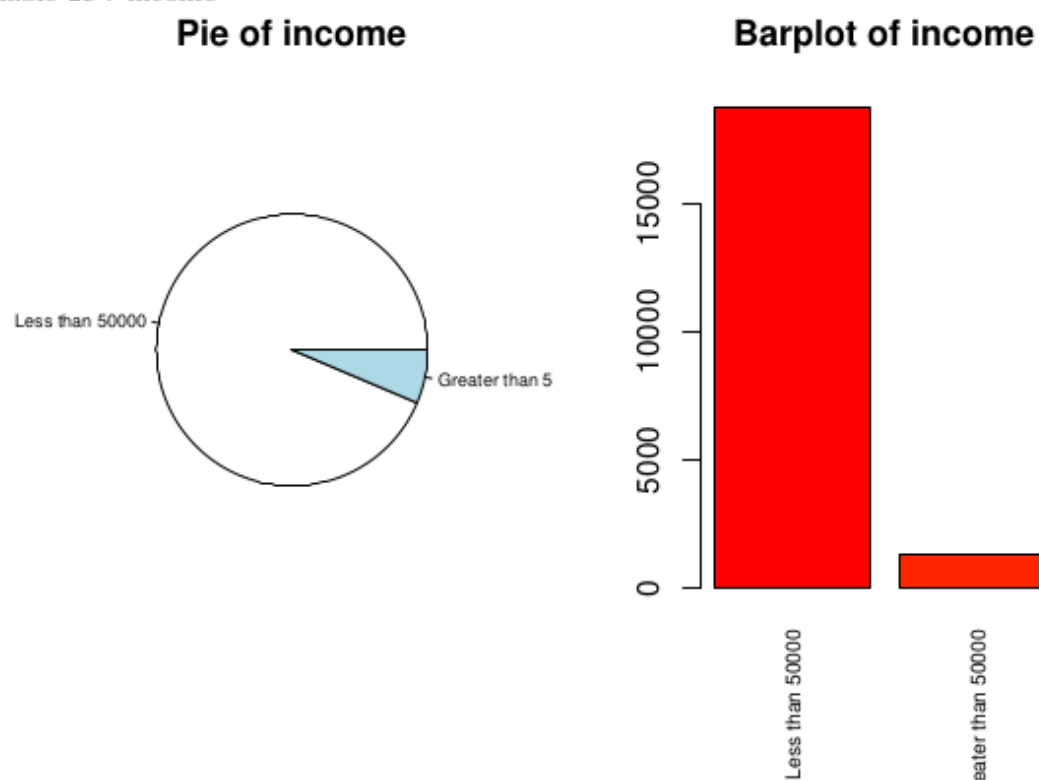 Pie of income
Less than 50000
Greater than 5
Barplot of income
15000
10000
5000
0
Less than 50000
eater than 50000